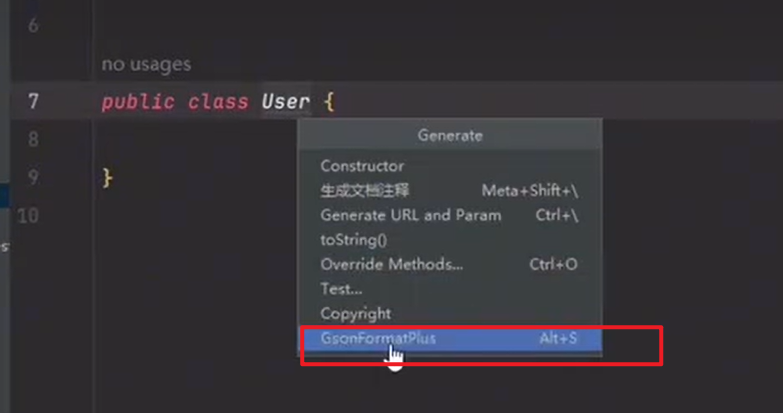 6
no usages
7 public class User {
Generate
8
Constructor
9 }
生成文档注释 Meta+Shift+\
10
Generate URL and Param Ctrl+\
toString()
Override Methods... Ctrl+O
Test...
Copyright
GsonFormatPlus Alt+S